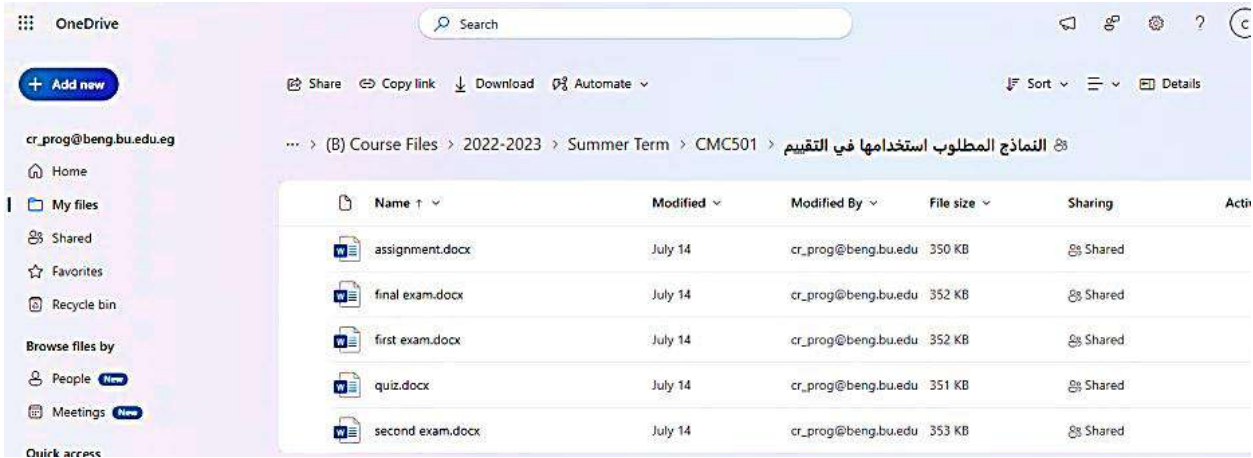 OneDrive
Search
?
C
+ Add new
Share Copy link Download Automate
Sort Details
cr_prog@beng.bu.edu.eg
Home
My files
Shared
Favorites
Recycle bin
Browse files by
People New
Meetings New
Quick access
... > (B) Course Files > 2022-2023 > Summer Term > CMC501 > النماذج المطلوب استخدامها في التقييم
Name Modified Modified By File size Sharing Activ
assignment.docx July 14 cr_prog@beng.bu.edu 350 KB Shared
final exam.docx July 14 cr_prog@beng.bu.edu 352 KB Shared
first exam.docx July 14 cr_prog@beng.bu.edu 352 KB Shared
quiz.docx July 14 cr_prog@beng.bu.edu 351 KB Shared
second exam.docx July 14 cr_prog@beng.bu.edu 353 KB Shared